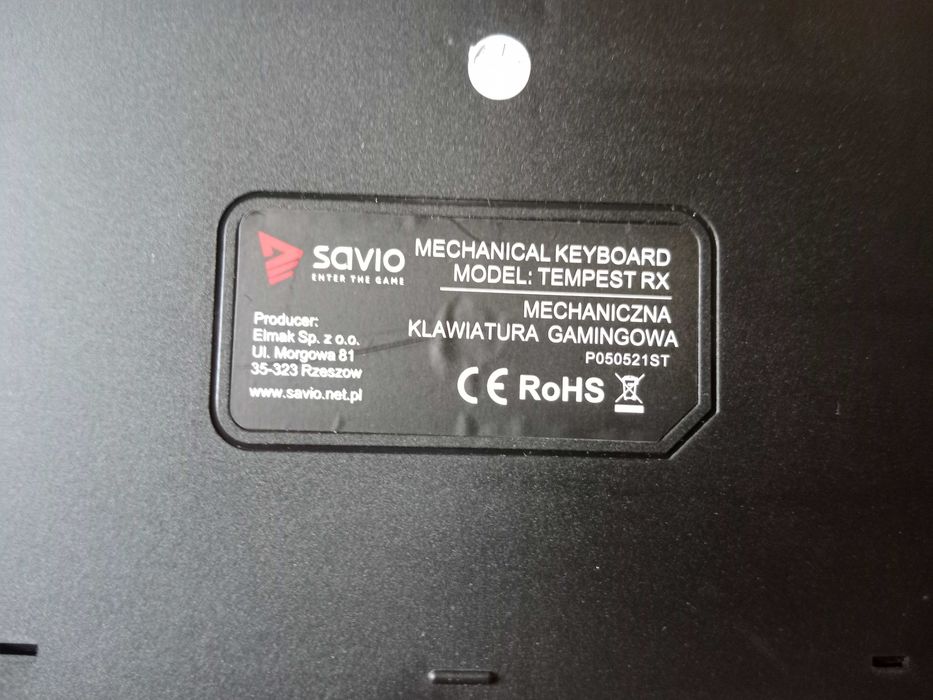 savio
ENTER THE GAME
MECHANICAL KEYBOARD
MODEL: TEMPEST RX
MECHANICZNA
KLAWIATURA GAMINGOWA
P050521ST
Producer:
Elmak Sp. z o.o.
Ul. Morgowa 81
35-323 Rzeszow
www.savio.net.pl
CE RoHS